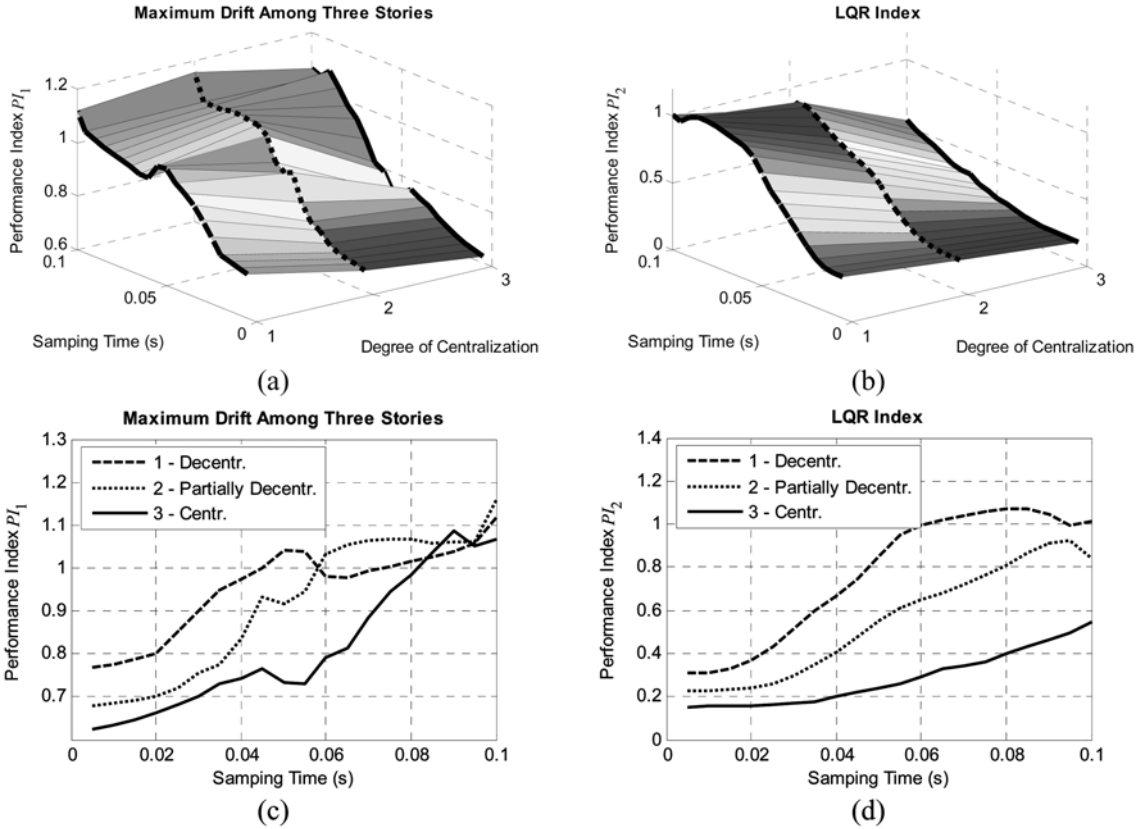 Maximum Drift Among Three Stories
Performance Index PI1
1.2
1
0.8
0.6
0.1
0.05
0
Samping Time (s)
1
2
3
Degree of Centralization
(a)
LQR Index
Performance Index PI2
1
0.5
0
0.1
0.05
0
Samping Time (s)
1
2
3
Degree of Centralization
(b)
Maximum Drift Among Three Stories
Performance Index PI1
1.3
1.2
1.1
1
0.9
0.8
0.7
1 - Decentr.
2 - Partially Decentr.
3 - Centr.
0 0.02 0.04 0.06 0.08 0.1
Samping Time (s)
(c)
LQR Index
Performance Index PI2
1.4
1.2
1
0.8
0.6
0.4
0.2
0
1 - Decentr.
2 - Partially Decentr.
3 - Centr.
0 0.02 0.04 0.06 0.08 0.1
Samping Time (s)
(d)